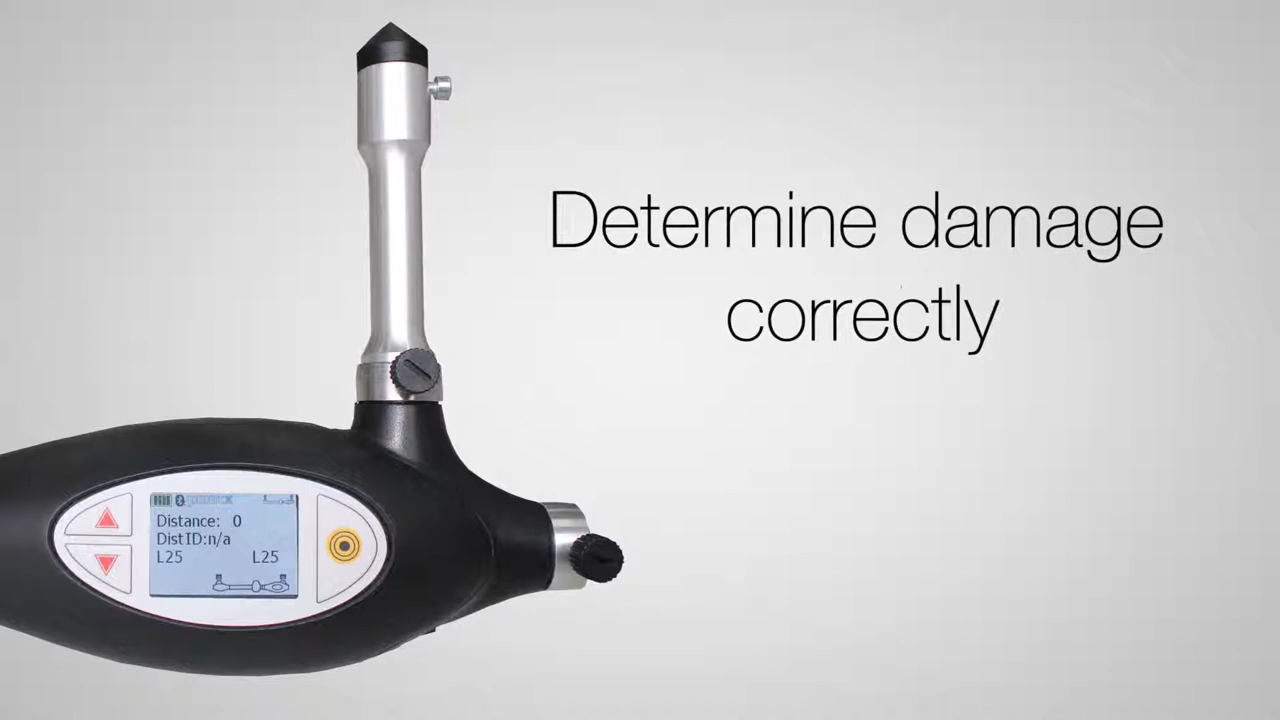 Determine damage
correctly
Distance: 0
DistID:n/a
L25 L25